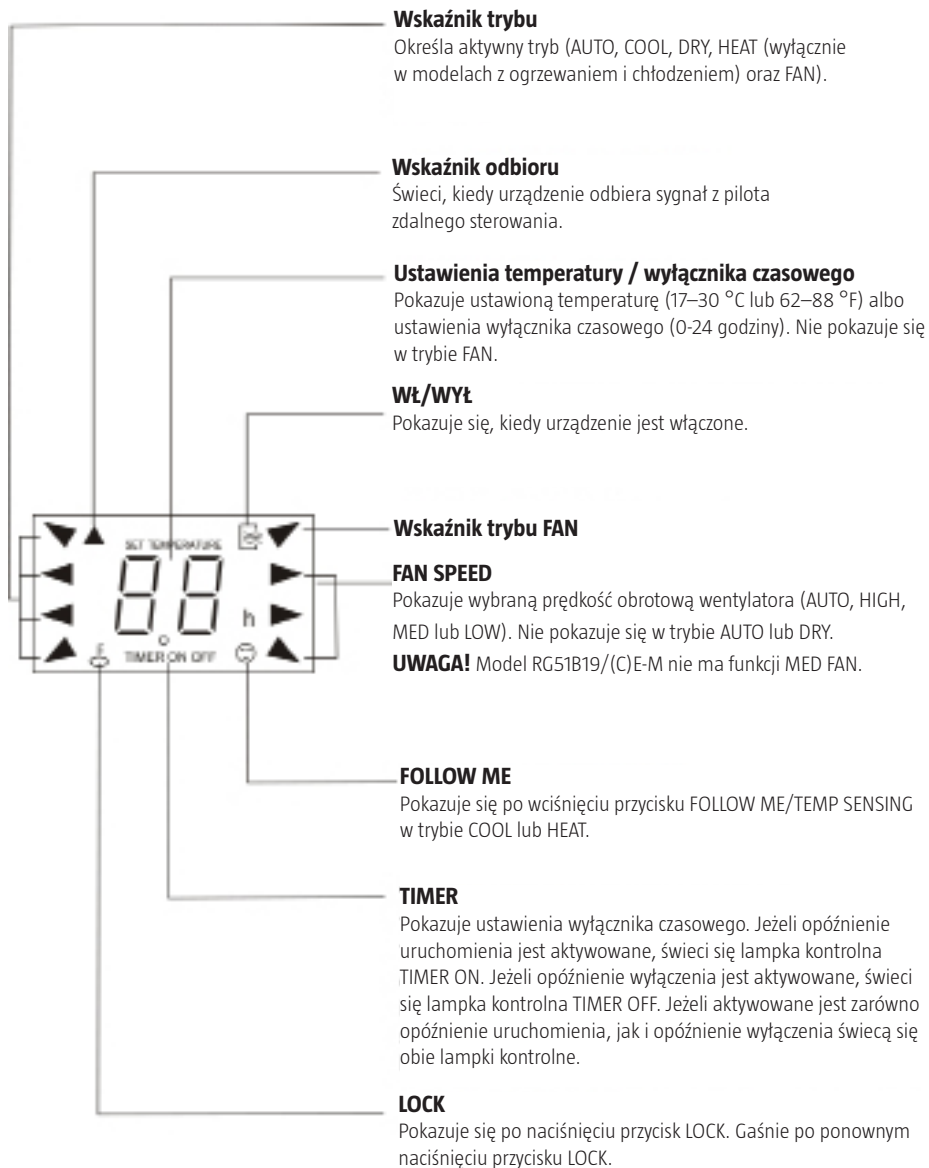 Wskaźnik trybu
Określa aktywny tryb (AUTO, COOL, DRY, HEAT (wyłącznie
w modelach z ogrzewaniem i chłodzeniem) oraz FAN).
Wskaźnik odbioru
Świeci, kiedy urządzenie odbiera sygnał z pilota
zdalnego sterowania.
Ustawienia temperatury / wyłącznika czasowego
Pokazuje ustawioną temperaturę (17–30 °C lub 62–88 °F) albo
ustawienia wyłącznika czasowego (0-24 godziny). Nie pokazuje się
w trybie FAN.
WŁ/WYŁ
Pokazuje się, kiedy urządzenie jest włączone.
SET TEMPERATURE
88
h
TIMER ON OFF
Wskaźnik trybu FAN
FAN SPEED
Pokazuje wybraną prędkość obrotową wentylatora (AUTO, HIGH,
MED lub LOW). Nie pokazuje się w trybie AUTO lub DRY.
UWAGA! Model RG51B19/(C)E-M nie ma funkcji MED FAN.
FOLLOW ME
Pokazuje się po wciśnięciu przycisku FOLLOW ME/TEMP SENSING
w trybie COOL lub HEAT.
TIMER
Pokazuje ustawienia wyłącznika czasowego. Jeżeli opóźnienie
uruchomienia jest aktywowane, świeci się lampka kontrolna
TIMER ON. Jeżeli opóźnienie wyłączenia jest aktywowane, świeci
się lampka kontrolna TIMER OFF. Jeżeli aktywowane jest zarówno
opóźnienie uruchomienia, jak i opóźnienie wyłączenia świecą się
obie lampki kontrolne.
LOCK
Pokazuje się po naciśnięciu przycisk LOCK. Gaśnie po ponownym
naciśnięciu przycisku LOCK.